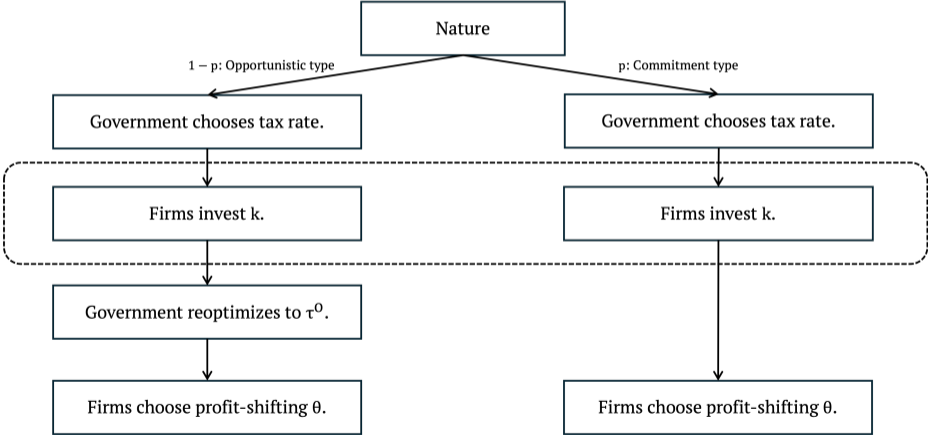 Nature
1 – p: Opportunistic type
p: Commitment type
Government chooses tax rate.
Government chooses tax rate.
Firms invest k.
Firms invest k.
Government reoptimizes to τᴼ.
Firms choose profit-shifting θ.
Firms choose profit-shifting θ.